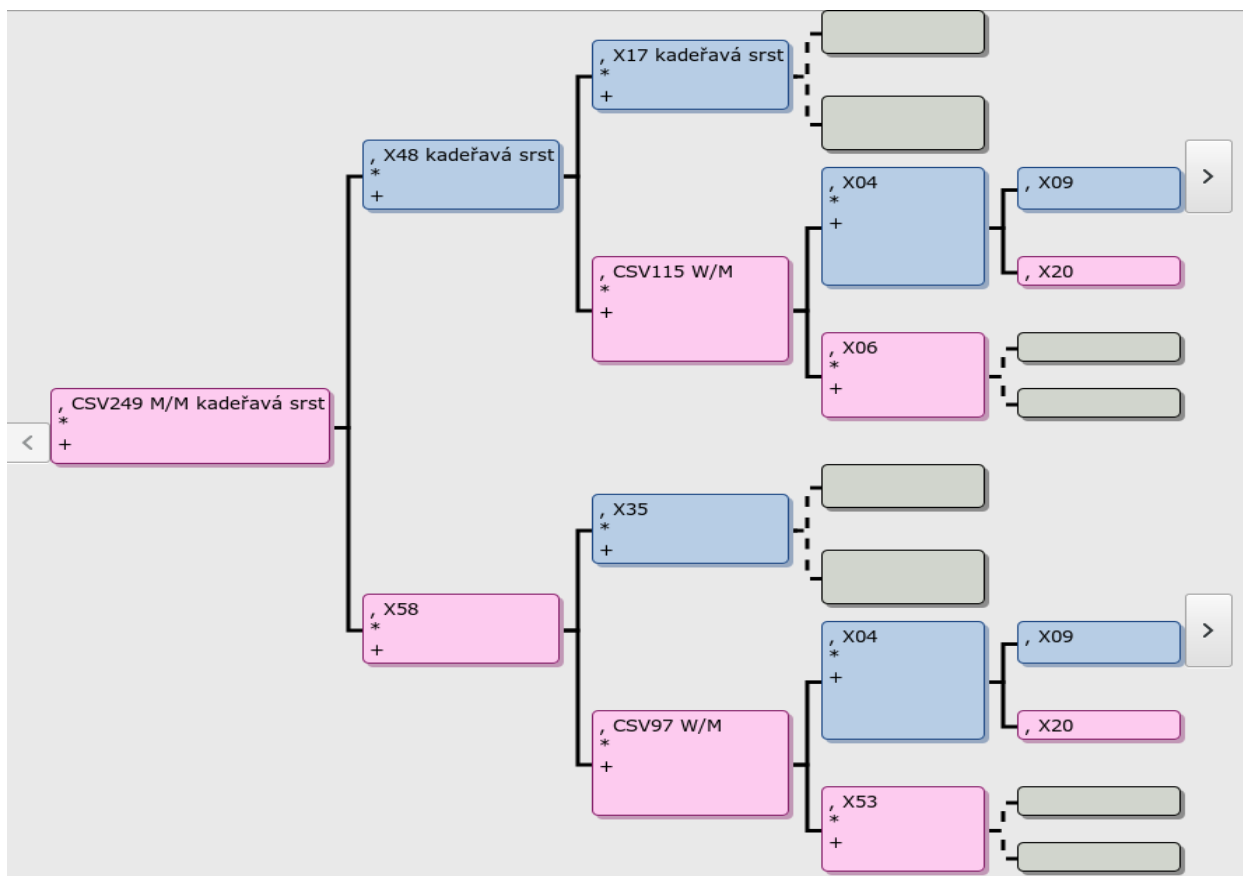 , X17 kadeřavá srst
*
+
, X48 kadeřavá srst
*
+
, X04
*
+
, X09
>
, X20
, CSV115 W/M
*
+
, X06
*
+
, CSV249 M/M kadeřavá srst
*
+
<
, X35
*
+
, X58
*
+
, X04
*
+
, X09
>
, X20
, CSV97 W/M
*
+
, X53
*
+